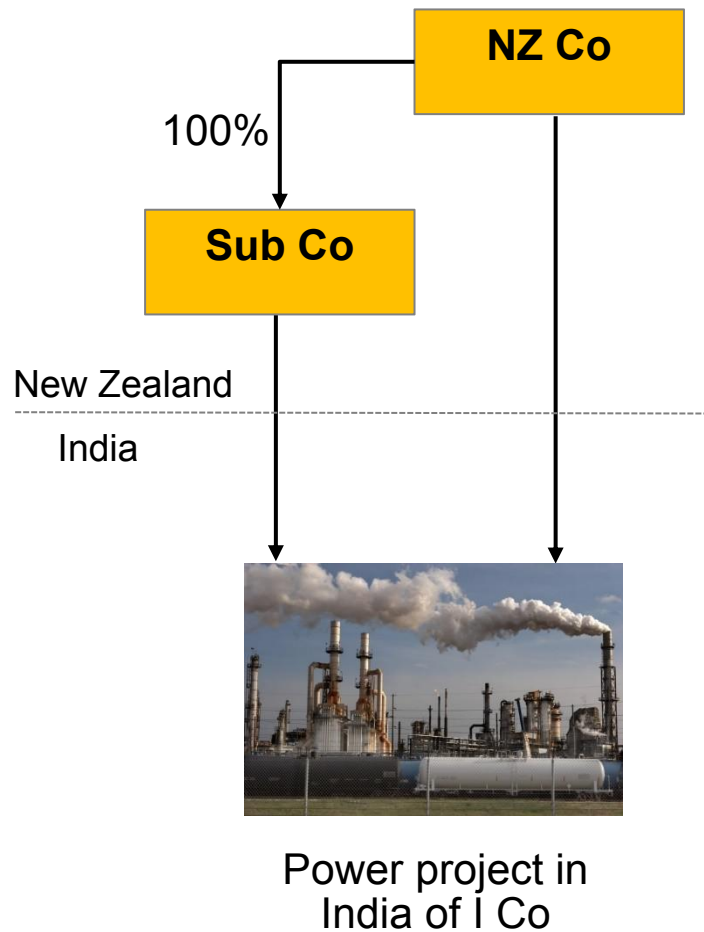 NZ Co
100%
Sub Co
New Zealand
India
Power project in
India of I Co